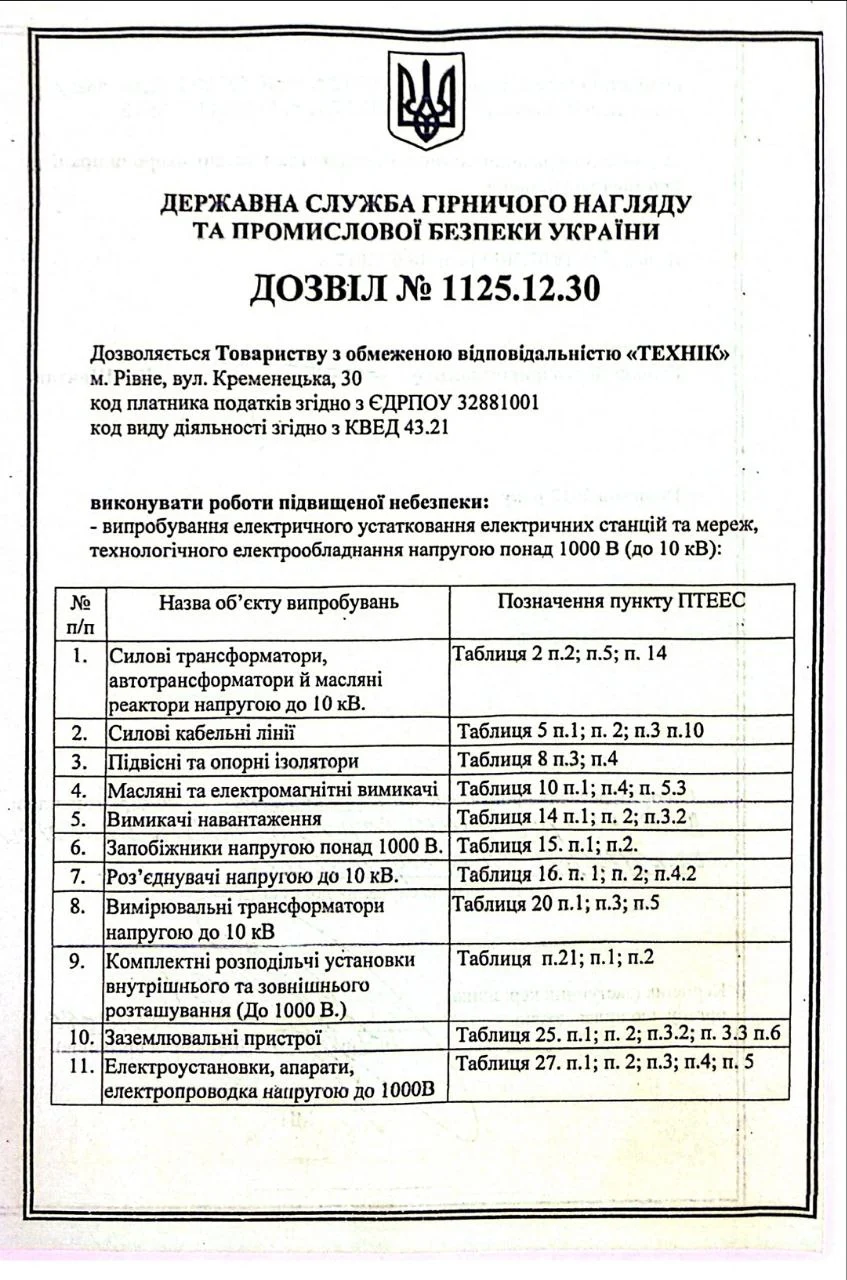 ДЕРЖАВНА СЛУЖБА ГІРНИЧОГО НАГЛЯДУ
ТА ПРОМИСЛОВОЇ БЕЗПЕКИ УКРАЇНИ
ДОЗВІЛ № 1125.12.30
Дозволяється Товариству з обмеженою відповідальністю «ТЕХНІК»
м. Рівне, вул. Кременецька, 30
код платника податків згідно з ЄДРПОУ 32881001
код виду діяльності згідно з КВЕД 43.21
виконувати роботи підвищеної небезпеки:
- випробування електричного устатковання електричних станцій та мереж,
технологічного електрообладнання напругою понад 1000 В (до 10 кВ):
№ Назва об’єкту випробувань Позначення пункту ПТЕЕС
п/п
1. Силові трансформатори, Таблиця 2 п.2; п.5; п. 14
автотрансформатори й масляні
реактори напругою до 10 кВ.
2. Силові кабельні лінії Таблиця 5 п.1; п. 2; п.3 п.10
3. Підвісні та опорні ізолятори Таблиця 8 п.3; п.4
4. Масляні та електромагнітні вимикачі Таблиця 10 п.1; п.4; п. 5.3
5. Вимикачі навантаження Таблиця 14 п.1; п. 2; п.3.2
6. Запобіжники напругою понад 1000 В. Таблиця 15. п.1; п.2.
7. Роз’єднувачі напругою до 10 кВ. Таблиця 16. п. 1; п. 2; п.4.2
8. Вимірювальні трансформатори Таблиця 20 п.1; п.3; п.5
напругою до 10 кВ
9. Комплектні розподільчі установки Таблиця п.21; п.1; п.2
внутрішнього та зовнішнього
розташування (До 1000 В.)
10. Заземлювальні пристрої Таблиця 25. п.1; п. 2; п.3.2; п. 3.3 п.6
11. Електроустановки, апарати, Таблиця 27. п.1; п. 2; п.3; п.4; п. 5
електропроводка напругою до 1000В